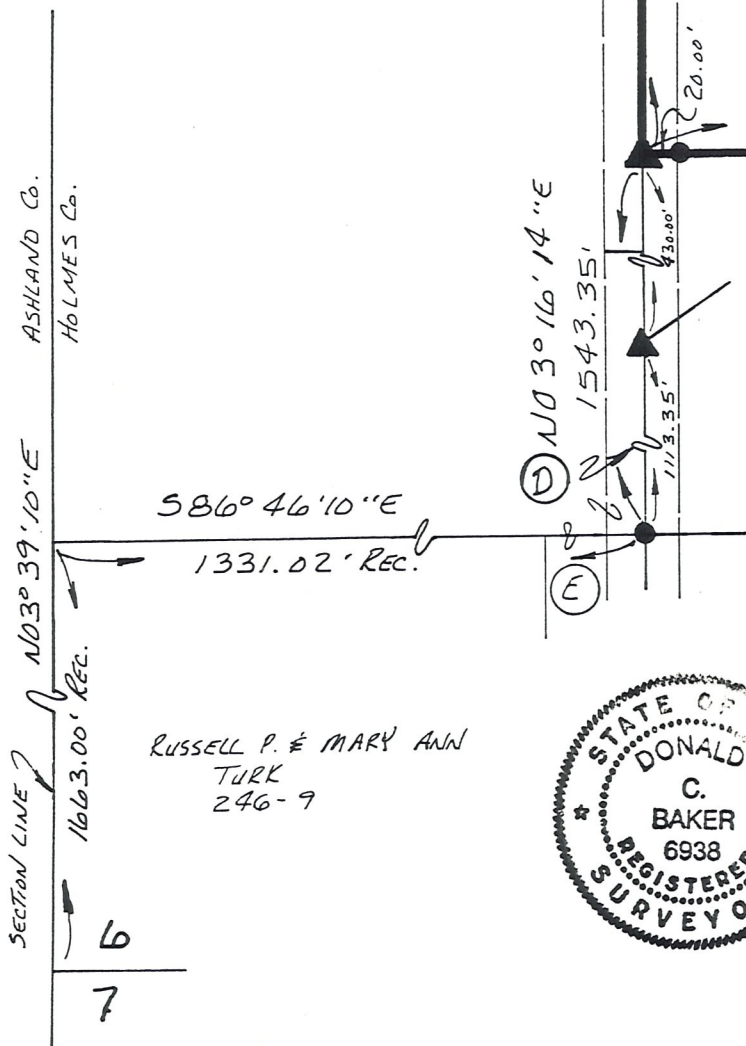 ASHLAND CO.
HOLMES CO.
20.00'
430.00'
N03° 16' 14"E
1543.35'
1113.35'
D
E
N03° 39' 10"E
S86° 46' 10"E
1331.02' REC.
1663.00' REC.
SECTION LINE
RUSSELL P. & MARY ANN
TURK
246-9
6
7
STATE OF
DONALD
C.
BAKER
6938
REGISTERE
SURVEYO